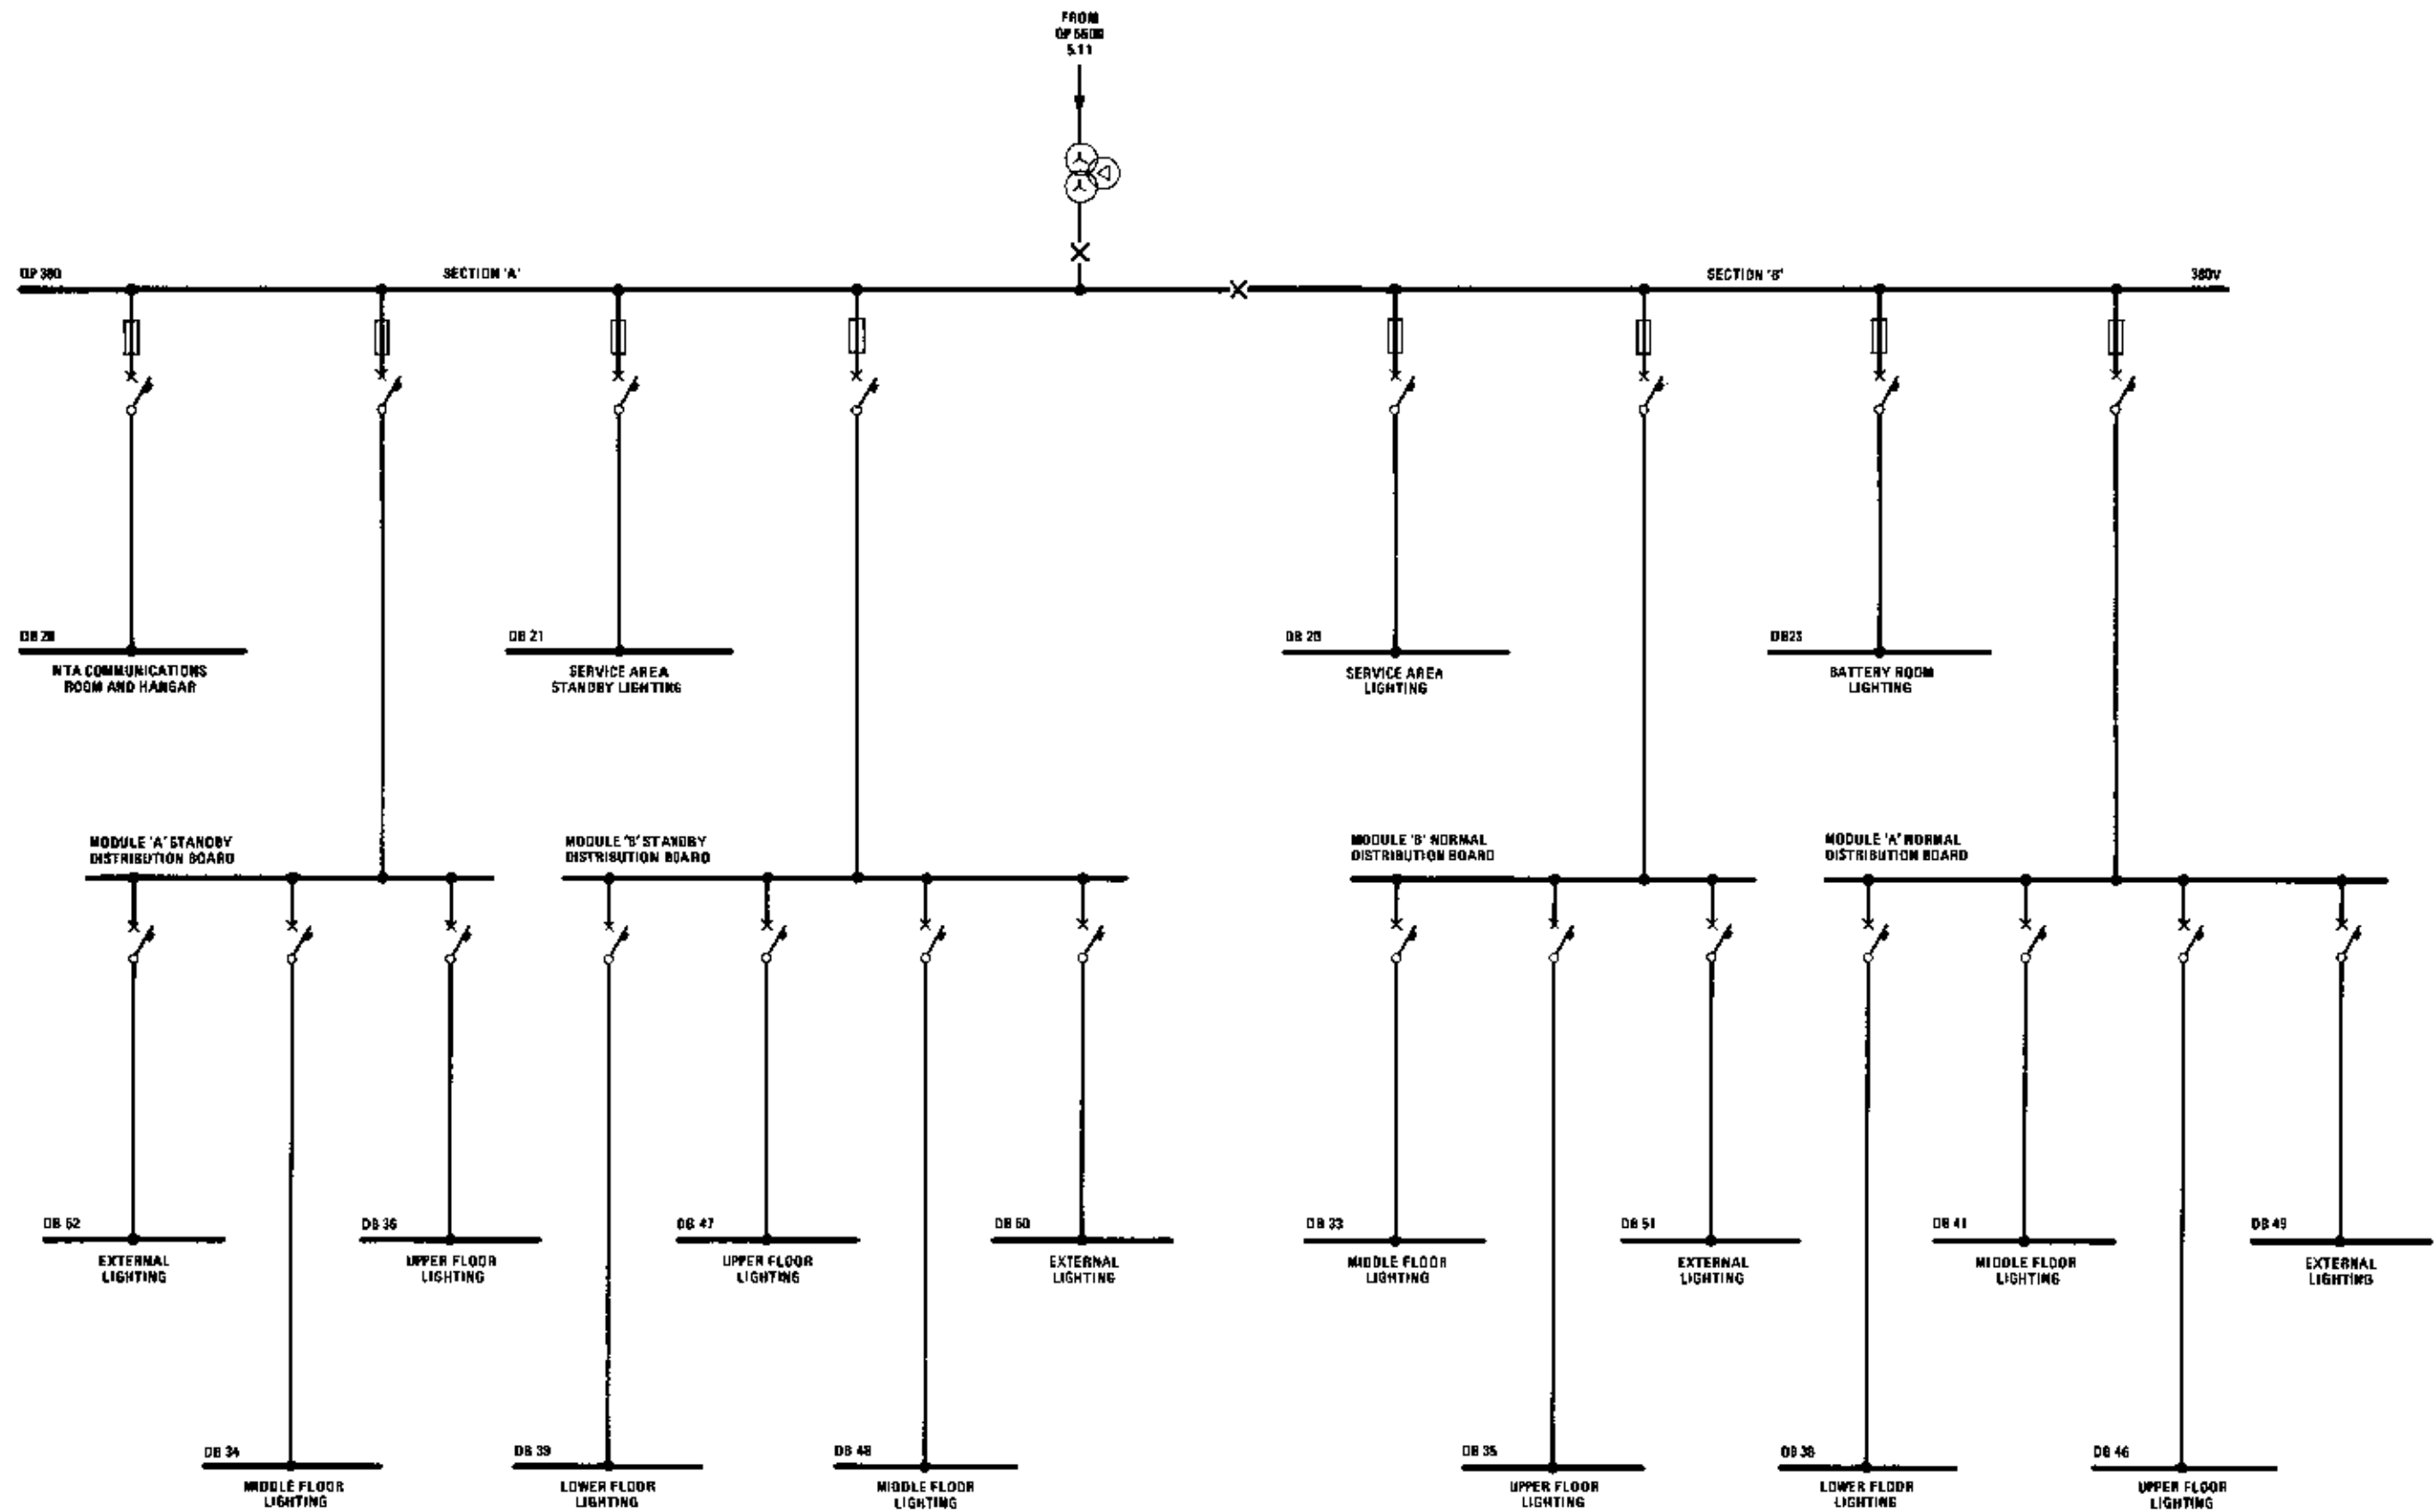 FROM
5.11
SECTION 'A'
SECTION 'B'
380V
DB 21
DB23
NTA COMMUNICATIONS
ROOM AND HANGAR
SERVICE AREA
STANDBY LIGHTING
SERVICE AREA
LIGHTING
BATTERY ROOM
LIGHTING
MODULE 'A' STANDBY
DISTRIBUTION BOARD
MODULE 'B' STANDBY
DISTRIBUTION BOARD
MODULE 'B' NORMAL
DISTRIBUTION BOARD
MODULE 'A' NORMAL
DISTRIBUTION BOARD
DB 36
DB 47
DB 33
DB 51
DB 41
DB 49
EXTERNAL
LIGHTING
UPPER FLOOR
LIGHTING
UPPER FLOOR
LIGHTING
EXTERNAL
LIGHTING
MIDDLE FLOOR
LIGHTING
EXTERNAL
LIGHTING
MIDDLE FLOOR
LIGHTING
EXTERNAL
LIGHTING
DB 34
DB 39
DB 48
DB 35
DB 38
DB 46
MIDDLE FLOOR
LIGHTING
LOWER FLOOR
LIGHTING
MIDDLE FLOOR
LIGHTING
UPPER FLOOR
LIGHTING
LOWER FLOOR
LIGHTING
UPPER FLOOR
LIGHTING